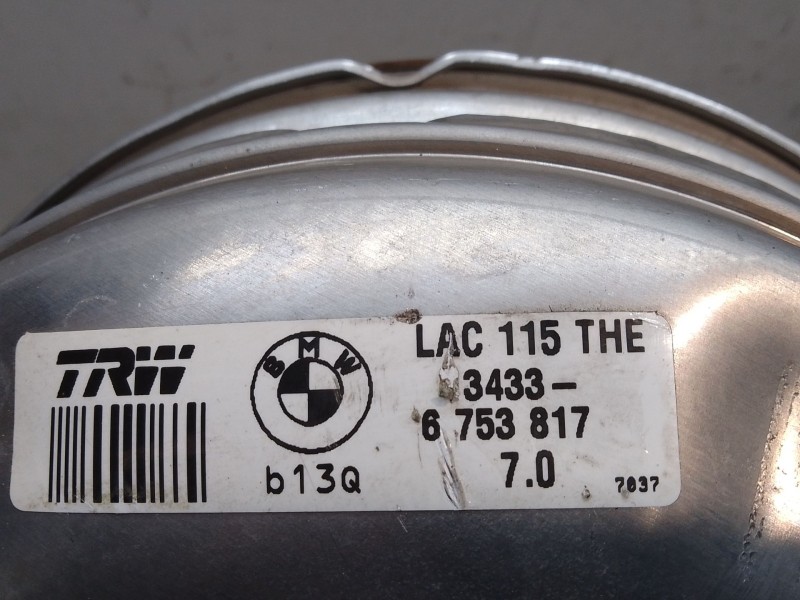 TRW
BMW
b13Q
LAC 115 THE
3433-
6 753 817
7.0
7037